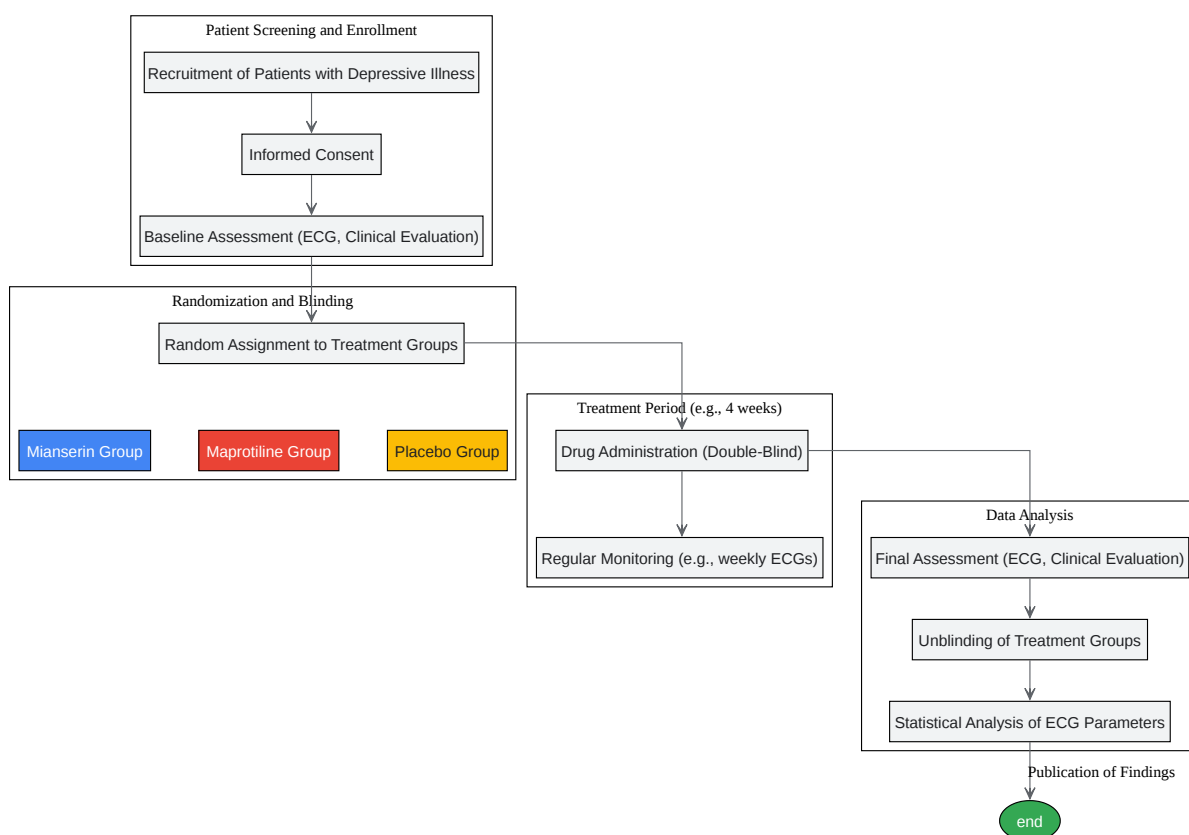 Patient Screening and Enrollment
Recruitment of Patients with Depressive Illness
Informed Consent
Baseline Assessment (ECG, Clinical Evaluation)
Randomization and Blinding
Random Assignment to Treatment Groups
Mianserin Group
Maprotiline Group
Placebo Group
Treatment Period (e.g., 4 weeks)
Drug Administration (Double-Blind)
Regular Monitoring (e.g., weekly ECGs)
Data Analysis
Final Assessment (ECG, Clinical Evaluation)
Unblinding of Treatment Groups
Statistical Analysis of ECG Parameters
Publication of Findings
end